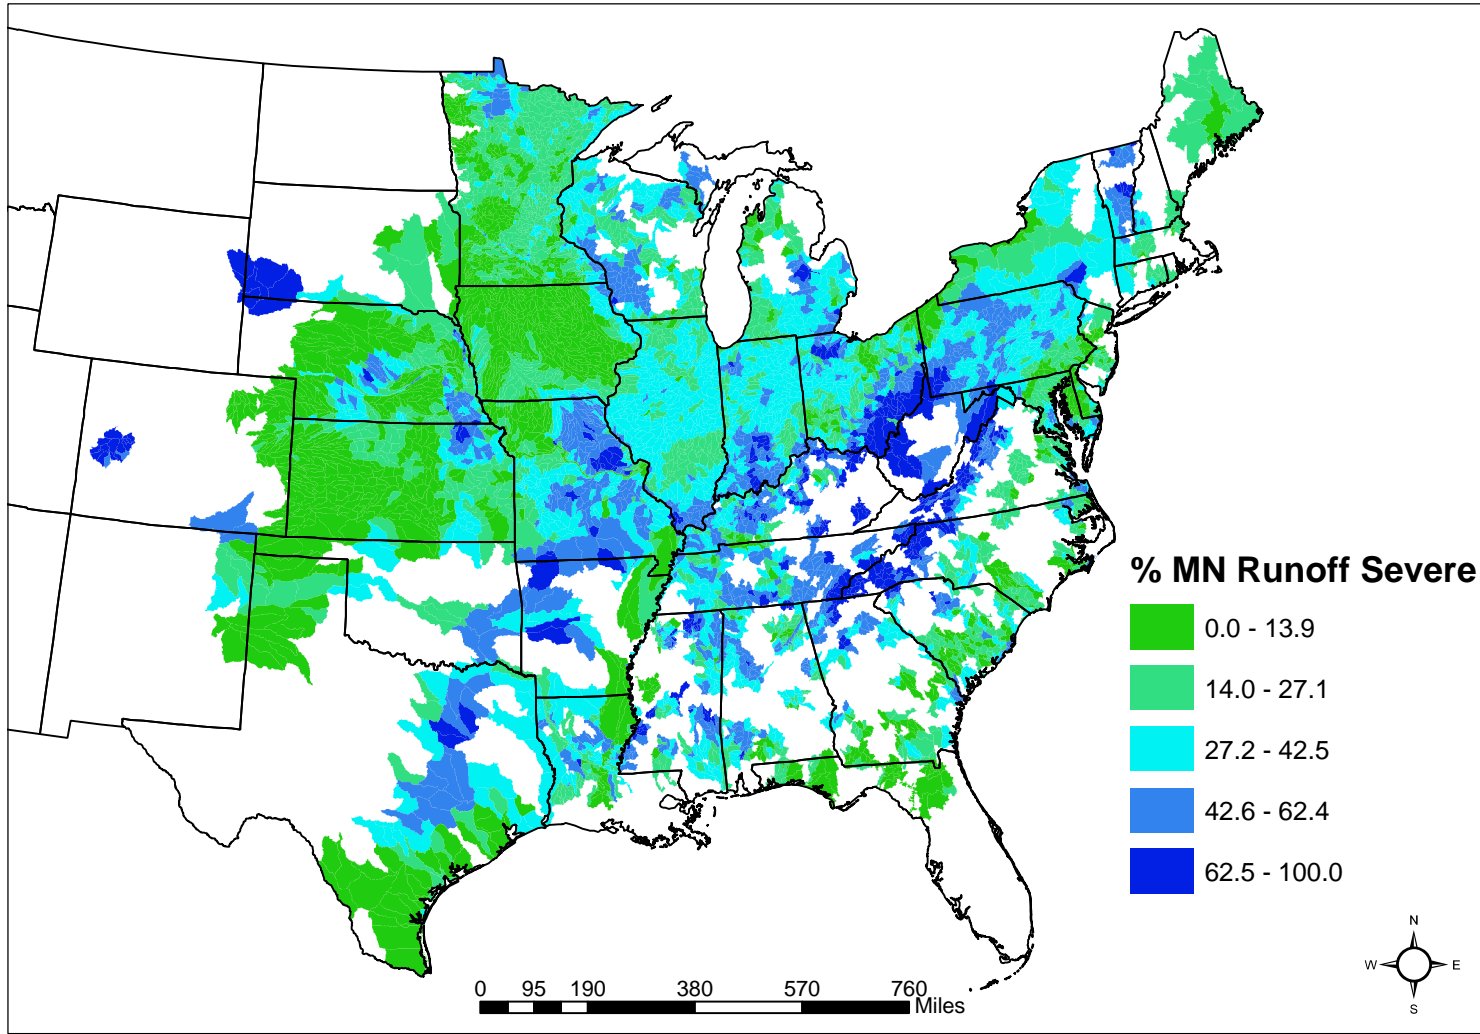 % MN Runoff Severe
0.0 - 13.9
14.0 - 27.1
27.2 - 42.5
42.6 - 62.4
62.5 - 100.0
N
W E
S
0 95 190 380 570 760
Miles